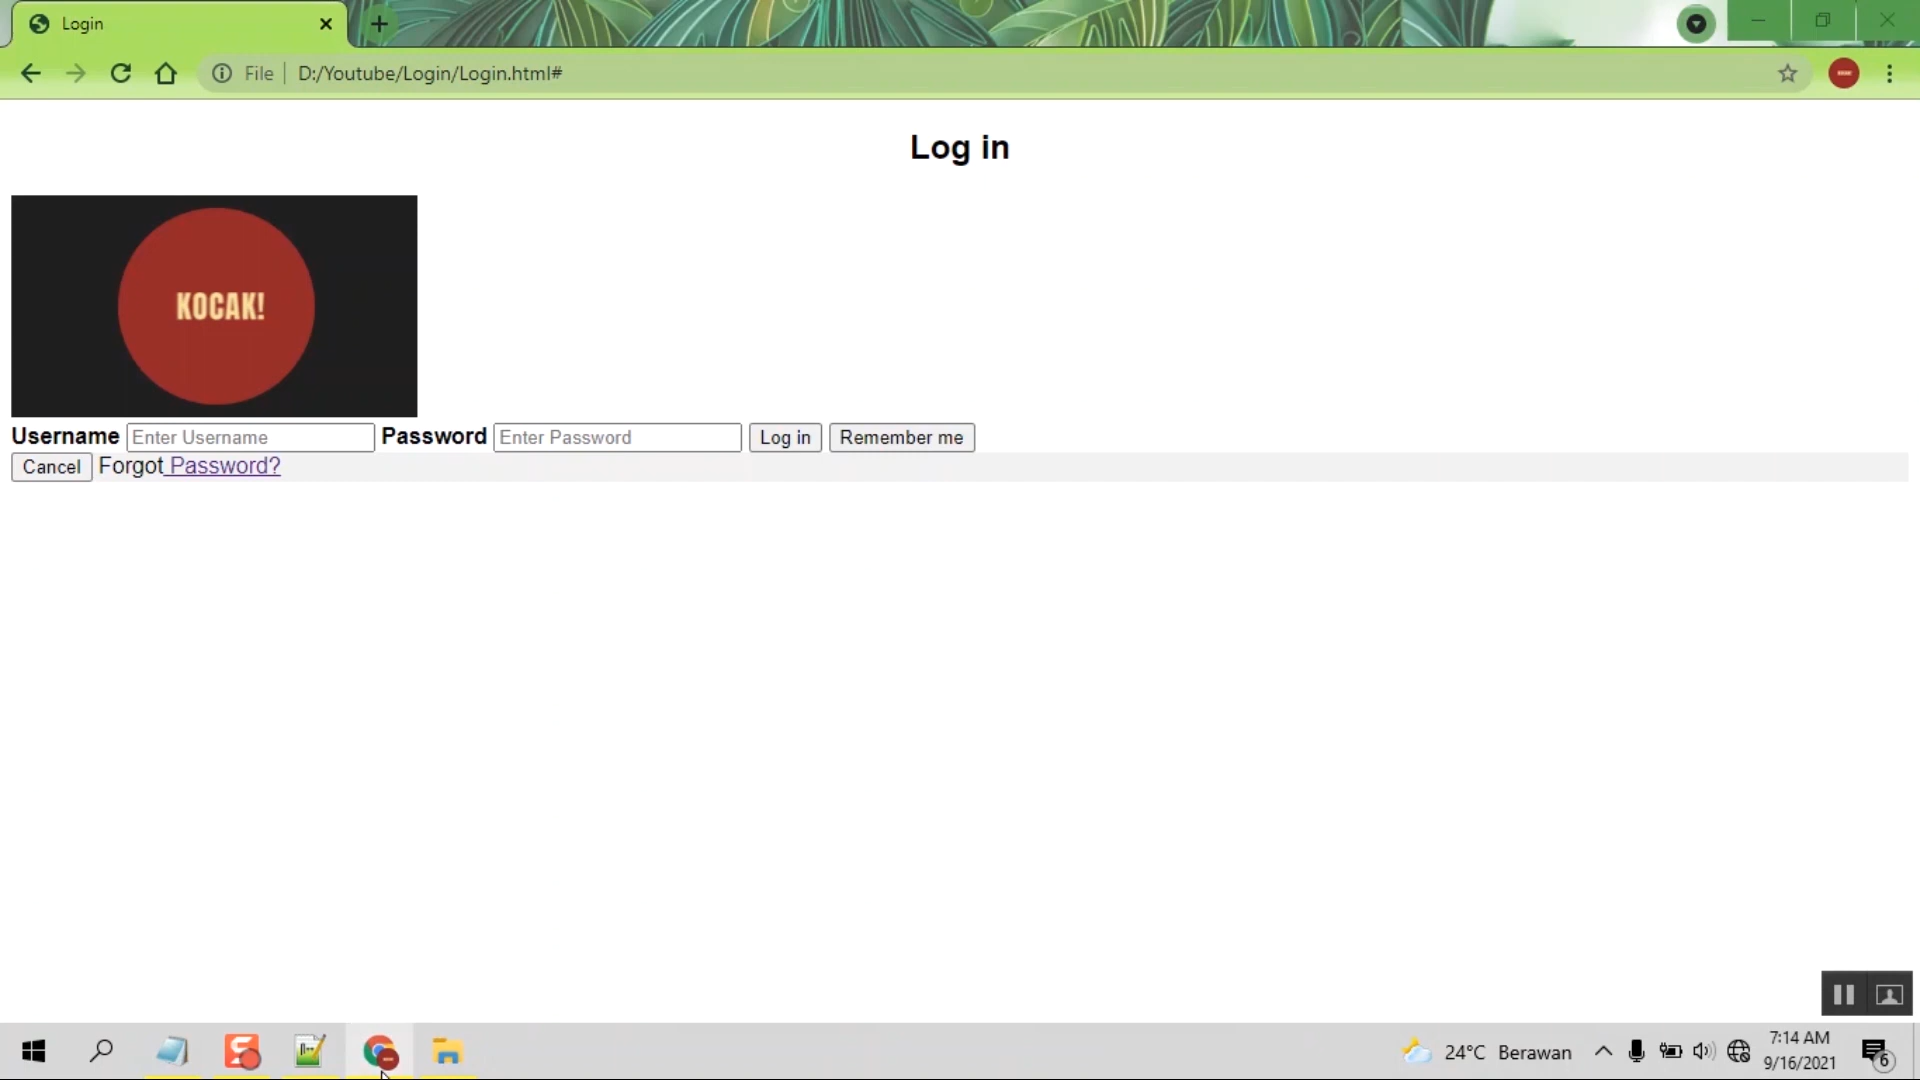 Login
File
D:/Youtube/Login/Login.html#
Log in
KOCAK!
Username Enter Username Password Enter Password Log in Remember me
Cancel Forgot Password?
24°C Berawan
7:14 AM
9/16/2021
6